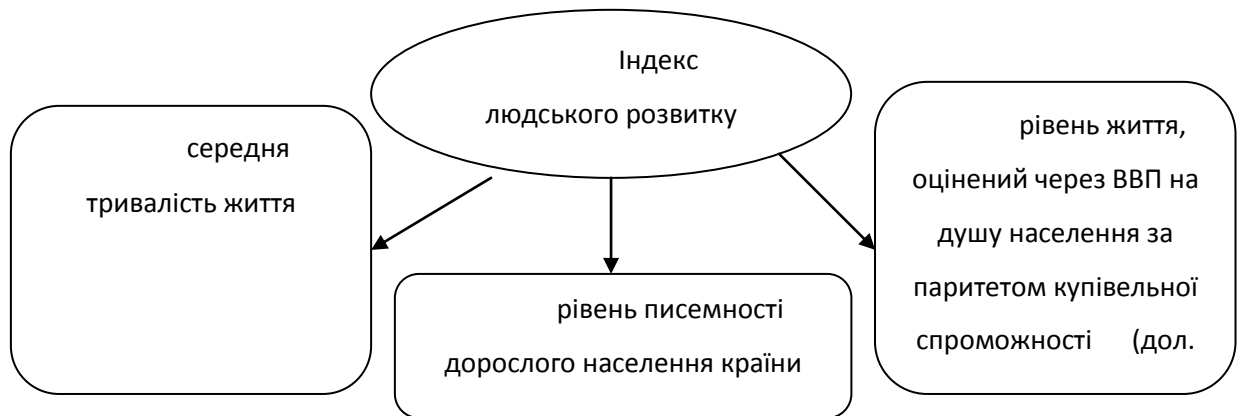 Індекс
людського розвитку
середня
тривалість життя
рівень писемності
дорослого населення країни
рівень життя,
оцінений через ВВП на
душу населення за
паритетом купівельної
спроможності (дол.